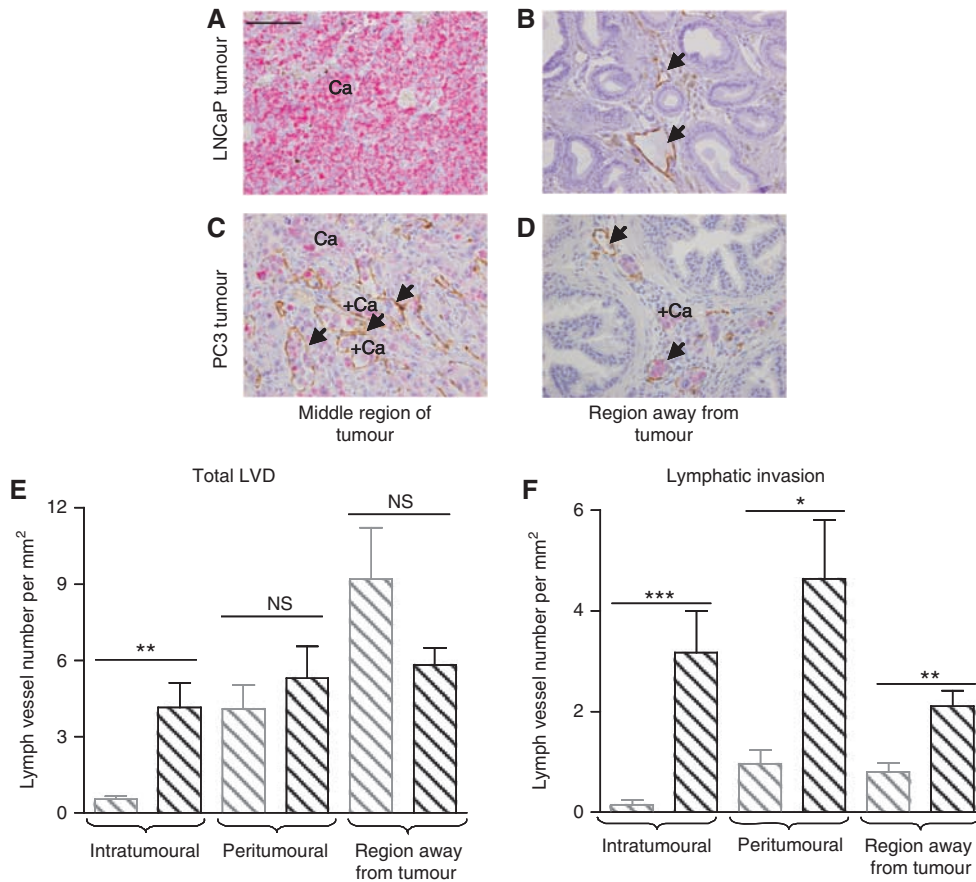 A
B
LNCaP tumour
Ca
C
D
PC3 tumour
Ca
+Ca
+Ca
+Ca
Middle region of
tumour
Region away from
tumour
E
Total LVD
Lymph vessel number per mm²
12
9
6
3
0
**
NS
NS
Intratumoural
Peritumoural
Region away
from tumour
F
Lymphatic invasion
Lymph vessel number per mm²
6
4
2
0
***
*
**
Intratumoural
Peritumoural
Region away
from tumour